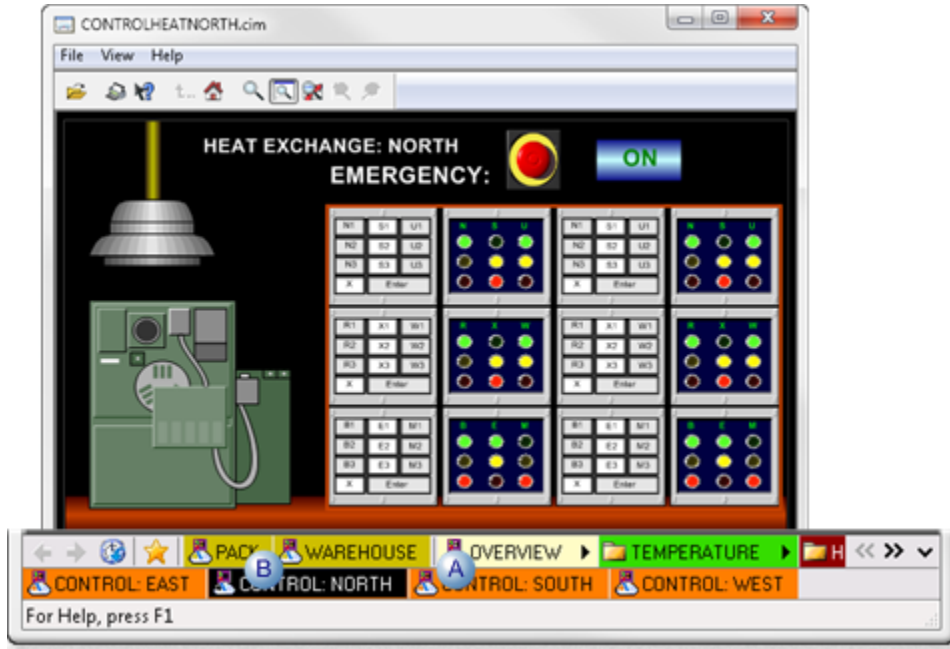 CONTROLHEATNORTH.cim
File View Help
HEAT EXCHANGE: NORTH
EMERGENCY:
ON
N1 S1 U1 N S U N1 S1 U1 N S U
N2 S2 U2 N2 S2 U2
N3 S3 U3 N3 S3 U3
X Enter X Enter
R1 X1 W1 R X W R1 X1 W1 R X W
R2 X2 W2 R2 X2 W2
R3 X3 W3 R3 X3 W3
X Enter X Enter
B1 E1 M1 B E M B1 E1 M1 B E M
B2 E2 M2 B2 E2 M2
B3 E3 M3 B3 E3 M3
X Enter X Enter
PACK WAREHOUSE OVERVIEW TEMPERATURE H
B A
CONTROL: EAST CONTROL: NORTH CONTROL: SOUTH CONTROL: WEST
For Help, press F1